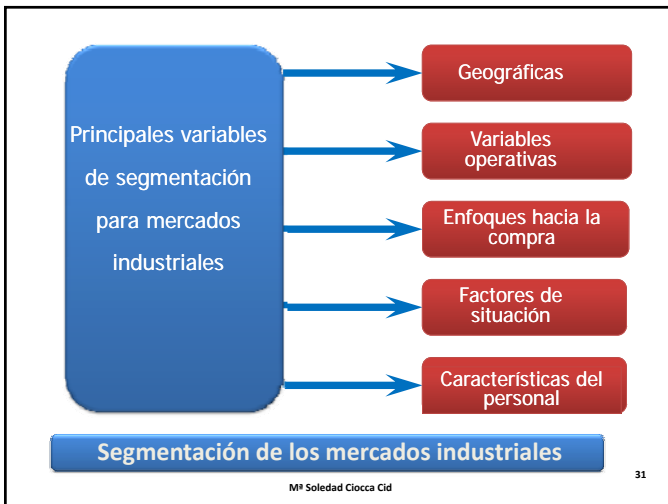 Principales variables
de segmentación
para mercados
industriales
Geográficas
Variables
operativas
Enfoques hacia la
compra
Factores de
situación
Características del
personal
Segmentación de los mercados industriales
31
Mª Soledad Ciocca Cid